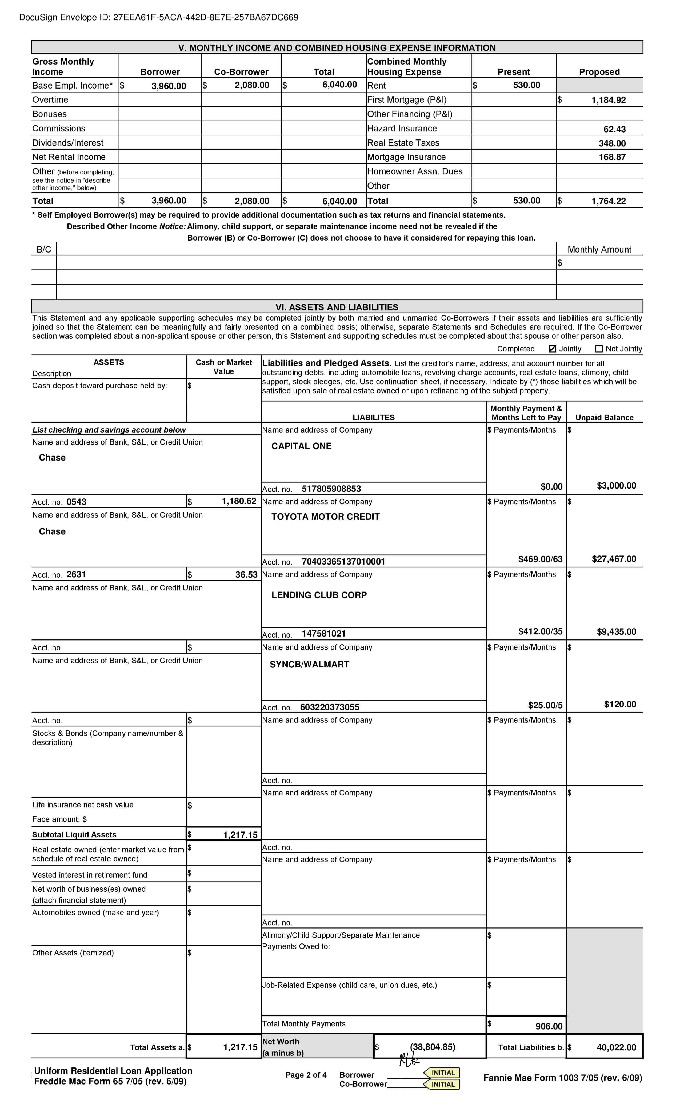 DocuSign Envelope ID: 27EEA61F-5ACA-442D-8E7E-257BA67DC669
V. MONTHLY INCOME AND COMBINED HOUSING EXPENSE INFORMATION
Gross Monthly Income Borrower Co-Borrower Total Combined Monthly Housing Expense Present Proposed
Base Empl. Income* $ 3,960.00 $ 2,080.00 $ 6,040.00 Rent $ 530.00
Overtime First Mortgage (P&I) $ 1,184.92
Bonuses Other Financing (P&I)
Commissions Hazard Insurance 62.43
Dividends/Interest Real Estate Taxes 348.00
Net Rental Income Mortgage Insurance 168.87
Other (before completing, see the notice in "describe other income," below) Homeowner Assn. Dues
Other
Total $ 3,960.00 $ 2,080.00 $ 6,040.00 Total $ 530.00 $ 1,764.22
* Self Employed Borrower(s) may be required to provide additional documentation such as tax returns and financial statements.
Described Other Income Notice: Alimony, child support, or separate maintenance income need not be revealed if the
Borrower (B) or Co-Borrower (C) does not choose to have it considered for repaying this loan.
B/C Monthly Amount
$
VI. ASSETS AND LIABILITIES
This Statement and any applicable supporting schedules may be completed jointly by both married and unmarried Co-Borrowers if their assets and liabilities are sufficiently
joined so that the Statement can be meaningfully and fairly presented on a combined basis; otherwise, separate Statements and Schedules are required. If the Co-Borrower
section was completed about a non-applicant spouse or other person, this Statement and supporting schedules must be completed about that spouse or other person also.
Completed Jointly Not Jointly
ASSETS Cash or Market Value
Description
Liabilities and Pledged Assets. List the creditor's name, address, and account number for all
outstanding debts, including automobile loans, revolving charge accounts, real estate loans, alimony, child
support, stock pledges, etc. Use continuation sheet, if necessary. Indicate by (*) those liabilities which will be
satisfied upon sale of real estate owned or upon refinancing of the subject property.
Cash deposit toward purchase held by: $
LIABILITES Monthly Payment & Months Left to Pay Unpaid Balance
List checking and savings account below Name and address of Company $ Payments/Months $
Name and address of Bank, S&L, or Credit Union
CAPITAL ONE
Chase
Acct. no. 517805908853 $0.00 $3,000.00
Acct. no. 0543 $ 1,180.62 Name and address of Company $ Payments/Months $
Name and address of Bank, S&L, or Credit Union
TOYOTA MOTOR CREDIT
Chase
Acct. no. 70403365137010001 $469.00/63 $27,467.00
Acct. no. 2631 $ 36.53 Name and address of Company $ Payments/Months $
Name and address of Bank, S&L, or Credit Union
LENDING CLUB CORP
Acct. no. 147581021 $412.00/35 $9,435.00
Acct. no. $ Name and address of Company $ Payments/Months $
Name and address of Bank, S&L, or Credit Union
SYNCB/WALMART
Acct. no. 603220373055 $25.00/5 $120.00
Acct. no. $ Name and address of Company $ Payments/Months $
Stocks & Bonds (Company name/number & description) $
Acct. no.
Name and address of Company $ Payments/Months $
Life insurance net cash value $
Face amount: $
Subtotal Liquid Assets $ 1,217.15
Acct. no.
Real estate owned (enter market value from schedule of real estate owned) $
Name and address of Company $ Payments/Months $
Vested interest in retirement fund $
Net worth of business(es) owned (attach financial statement) $
Automobiles owned (make and year) $
Acct. no.
Alimony/Child Support/Separate Maintenance Payments Owed to: $
Other Assets (itemized) $
Job-Related Expense (child care, union dues, etc.) $
Total Monthly Payments $ 906.00
Total Assets a. $ 1,217.15 Net Worth (a minus b) $ (38,804.85) Total Liabilities b. $ 40,022.00
Uniform Residential Loan Application
Freddie Mac Form 65 7/05 (rev. 6/09)
Page 2 of 4
Borrower INITIAL
Co-Borrower INITIAL
Fannie Mae Form 1003 7/05 (rev. 6/09)